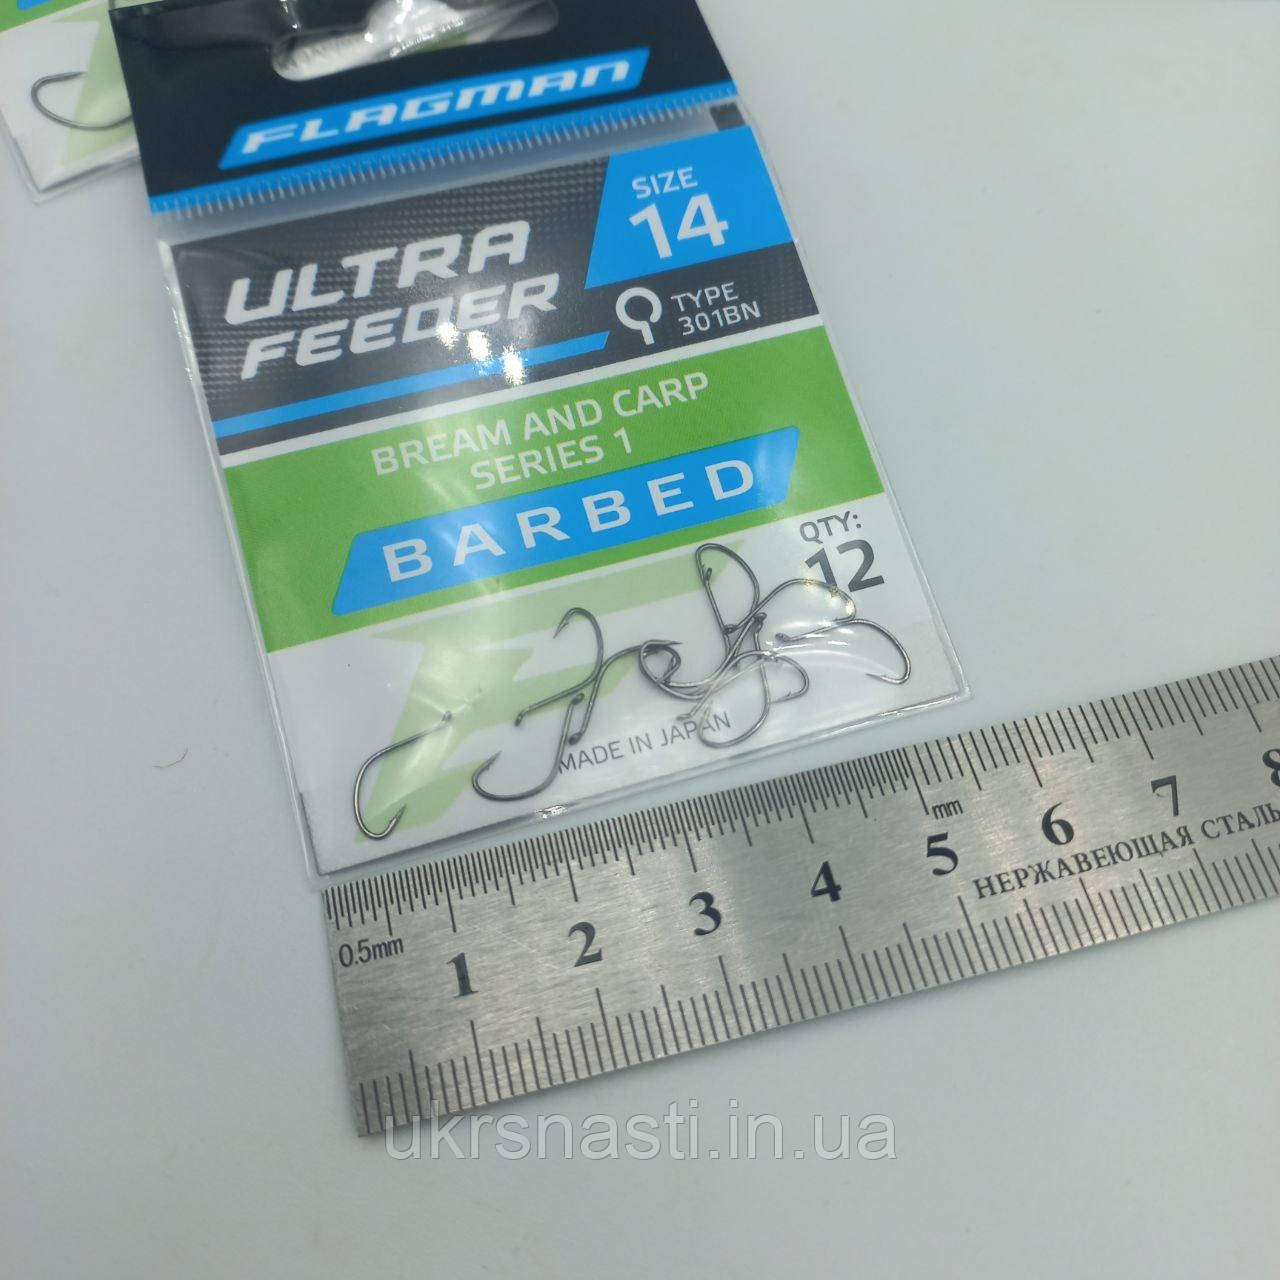 FLAGMAN
ULTRA
FEEDER
SIZE
14
TYPE
301BN
BREAM AND CARP
SERIES 1
BARBED
QTY:
12
MADE IN JAPAN
0.5mm
1 2 3 4 5 6 7 8
mm
НЕРЖАВЕЮЩАЯ СТАЛЬ
ukrsnasti.in.ua